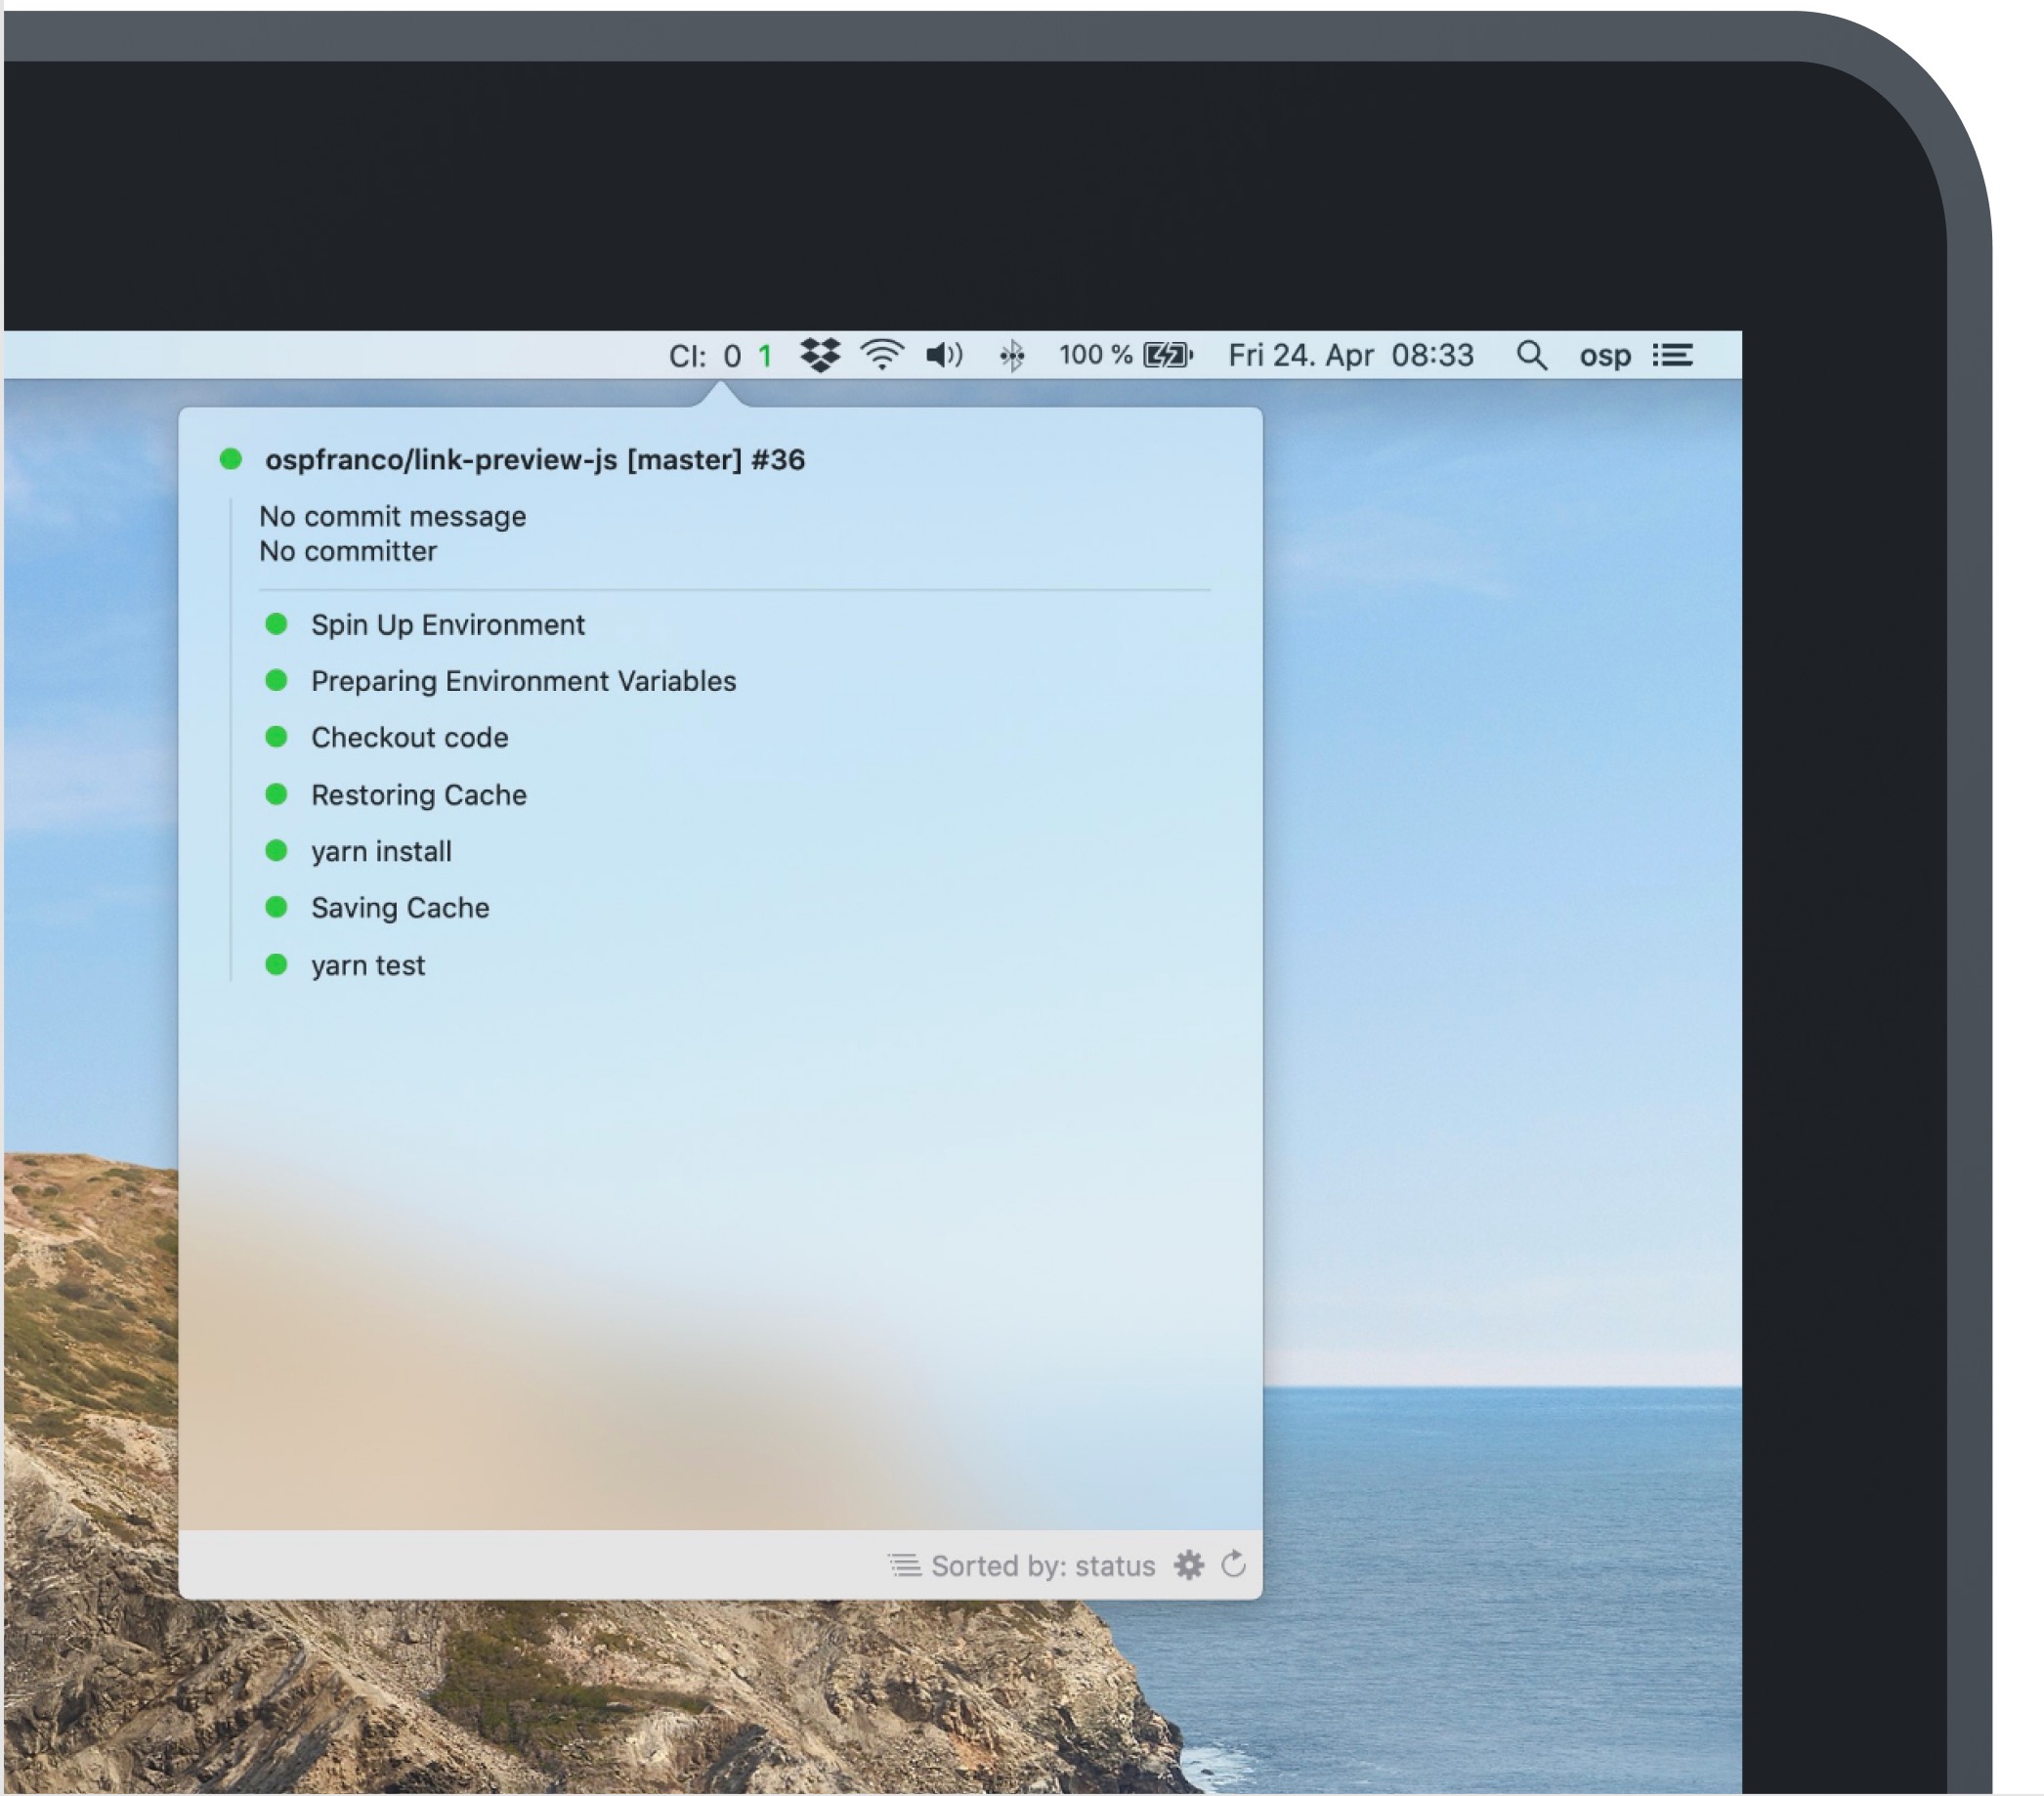 CI: 0 1 100 % Fri 24. Apr 08:33 osp
ospfranco/link-preview-js [master] #36
No commit message
No committer
Spin Up Environment
Preparing Environment Variables
Checkout code
Restoring Cache
yarn install
Saving Cache
yarn test
Sorted by: status